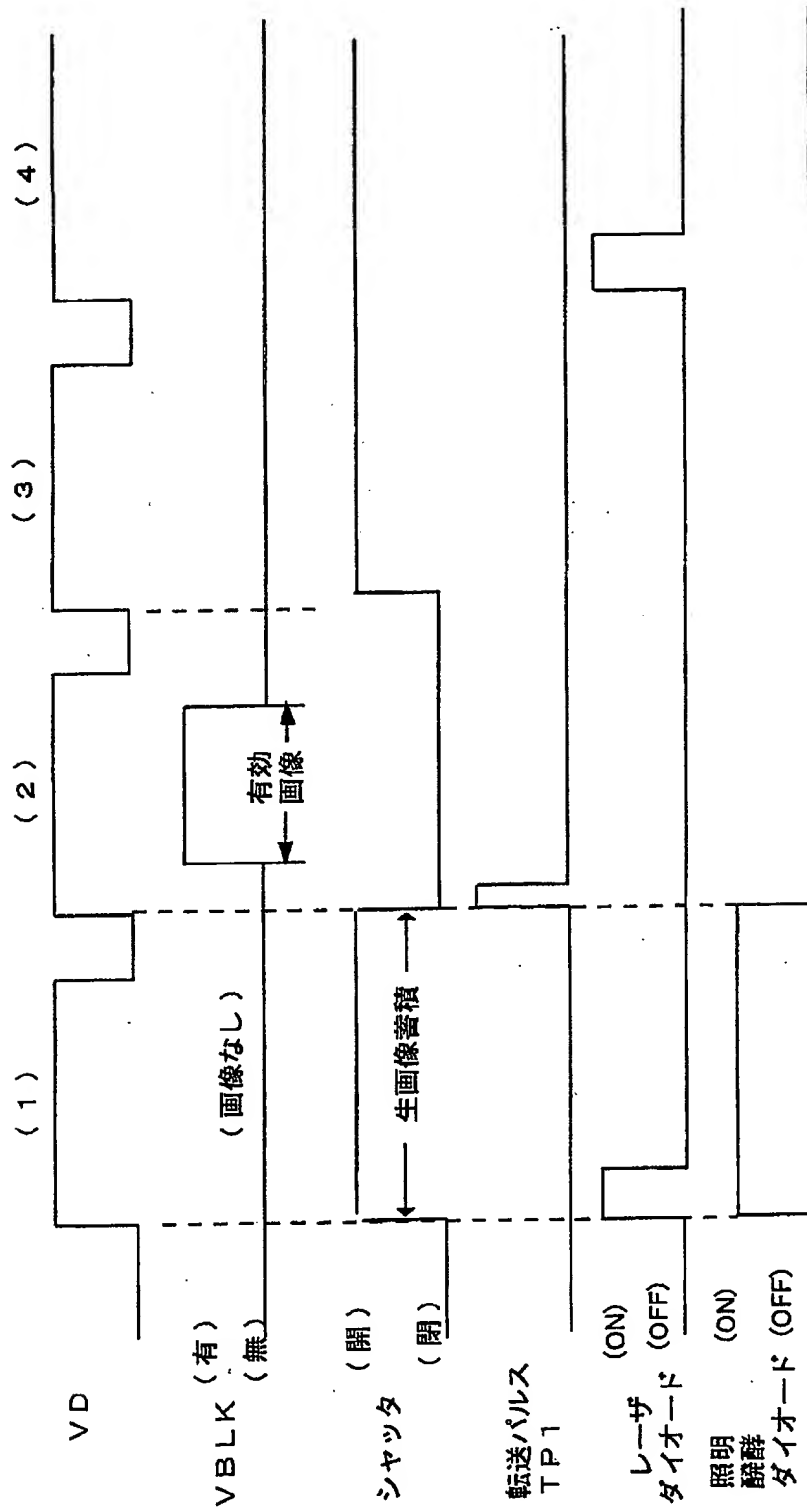 (1)
(2)
(3)
(4)
VD
VBLK
(有)
(無)
(画像なし)
有効
画像
シャッタ
(開)
(閉)
生画像蓄積
転送パルス
TP1
レーザ
ダイオード
(ON)
(OFF)
照明
醗酵
ダイオード
(ON)
(OFF)